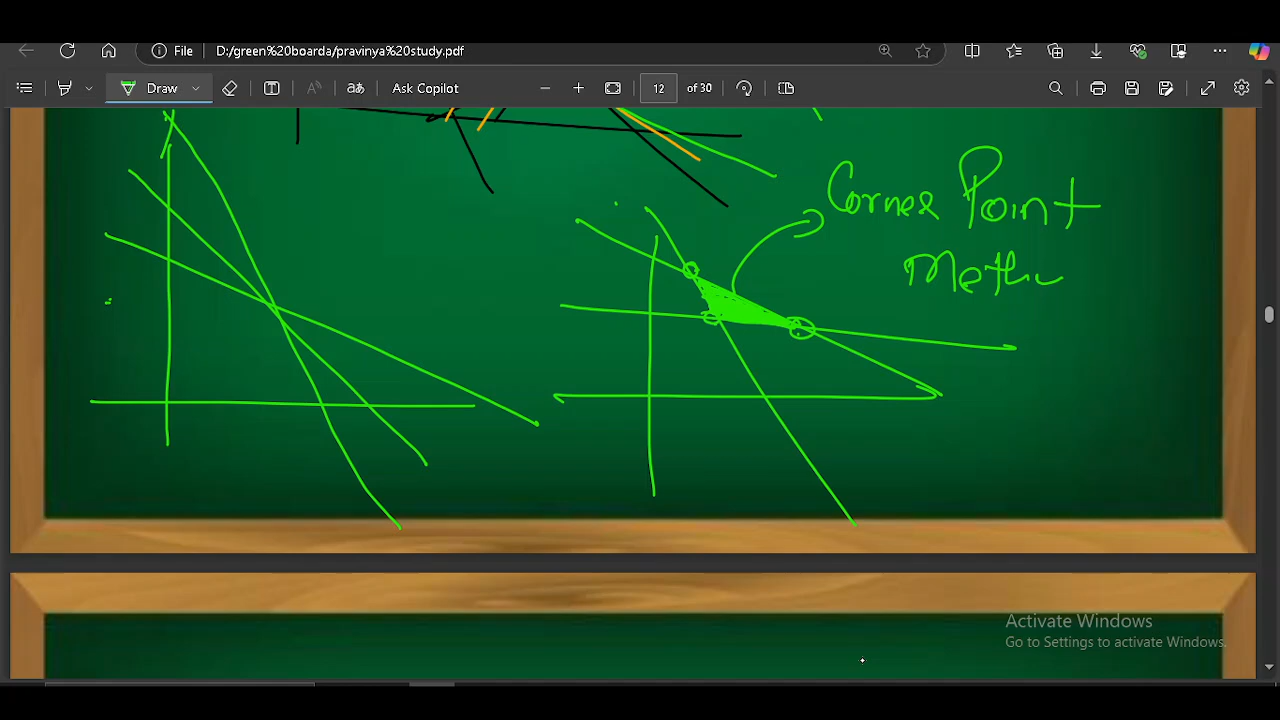 File D:/green%20boarda/pravinya%20study.pdf
Draw Ask Copilot 12 of 30
Corner Point
Meth
Activate Windows
Go to Settings to activate Windows.